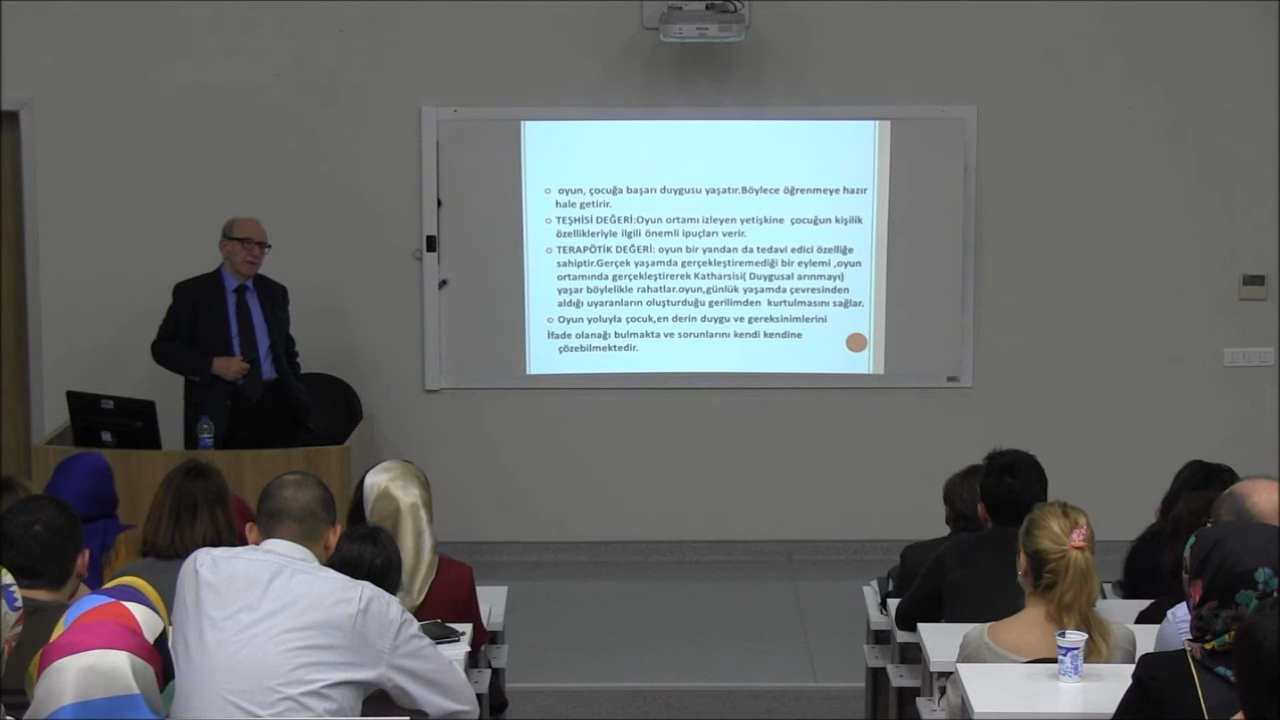 oyun, çocuğa başarı duygusu yaşatır.Böylece öğrenmeye hazır
hale getirir.
TEŞHİSİ DEĞERİ:Oyun ortamı izleyen yetişkine çocuğun kişilik
özellikleriyle ilgili önemli ipuçları verir.
TERAPÖTİK DEĞERİ: oyun bir yandan da tedavi edici özelliğe
sahiptir.Gerçek yaşamda gerçekleştiremediği bir eylemi ,oyun
ortamında gerçekleştirerek Katharsisi( Duygusal arınmayı)
yaşar böylelikle rahatlar.oyun,günlük yaşamda çevresinden
aldığı uyaranların oluşturduğu gerilimden kurtulmasını sağlar.
Oyun yoluyla çocuk,en derin duygu ve gereksinimlerini
İfade olanağı bulmakta ve sorunlarını kendi kendine
çözebilmektedir.